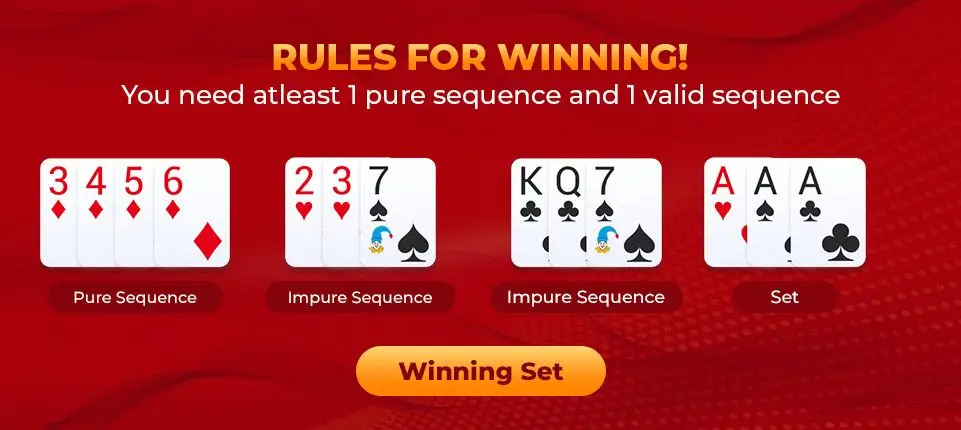 RULES FOR WINNING!
You need atleast 1 pure sequence and 1 valid sequence
3 4 5 6 2 3 7 K Q 7 A A A
Pure Sequence Impure Sequence Impure Sequence Set
Winning Set